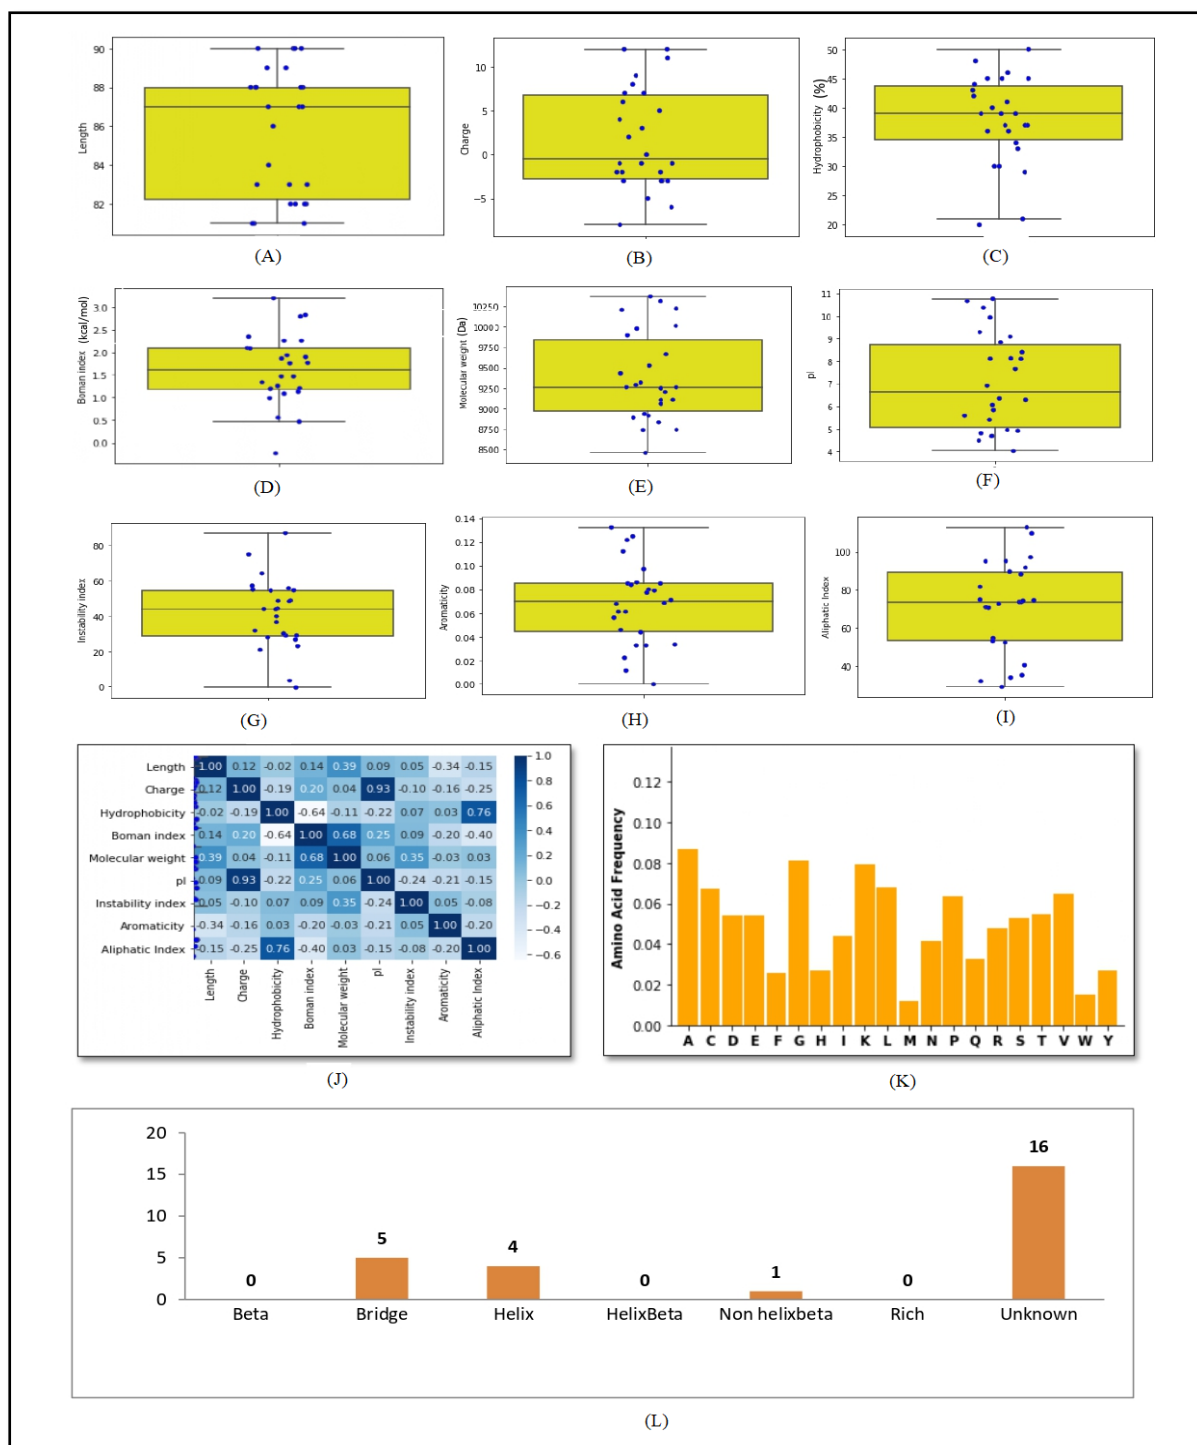 90
88
86
84
82
Length
(A)
10
5
0
−5
Charge
(B)
50
45
40
35
30
25
20
Hydrophobicity (%)
(C)
3.0
2.5
2.0
1.5
1.0
0.5
0.0
Boman index (kcal/mol)
(D)
10250
10000
9750
9500
9250
9000
8750
8500
Molecular weight (Da)
(E)
11
10
9
8
7
6
5
4
pI
(F)
80
60
40
20
0
Instability index
(G)
0.14
0.12
0.10
0.08
0.06
0.04
0.02
0.00
Aromaticity
(H)
100
80
60
40
Aliphatic Index
(I)
Length 1.00 0.12 -0.02 0.14 0.39 0.09 0.05 -0.34 -0.15
Charge 0.12 1.00 -0.19 0.20 0.04 0.93 -0.10 -0.16 -0.25
Hydrophobicity -0.02 -0.19 1.00 -0.64 -0.11 -0.22 0.07 0.03 0.76
Boman index 0.14 0.20 -0.64 1.00 0.68 0.25 0.09 -0.20 -0.40
Molecular weight 0.39 0.04 -0.11 0.68 1.00 0.06 0.35 -0.03 0.03
pI 0.09 0.93 -0.22 0.25 0.06 1.00 -0.24 -0.21 -0.15
Instability index 0.05 -0.10 0.07 0.09 0.35 -0.24 1.00 0.05 -0.08
Aromaticity -0.34 -0.16 0.03 -0.20 -0.03 -0.21 0.05 1.00 -0.20
Aliphatic Index -0.15 -0.25 0.76 -0.40 0.03 -0.15 -0.08 -0.20 1.00
Length Charge Hydrophobicity Boman index Molecular weight pI Instability index Aromaticity Aliphatic Index
1.0
0.8
0.6
0.4
0.2
0.0
−0.2
−0.4
−0.6
(J)
0.12
0.10
0.08
0.06
0.04
0.02
0.00
Amino Acid Frequency
A C D E F G H I K L M N P Q R S T V W Y
(K)
20
15
10
5
0
0 5 4 0 1 0 16
Beta Bridge Helix HelixBeta Non helixbeta Rich Unknown
(L)